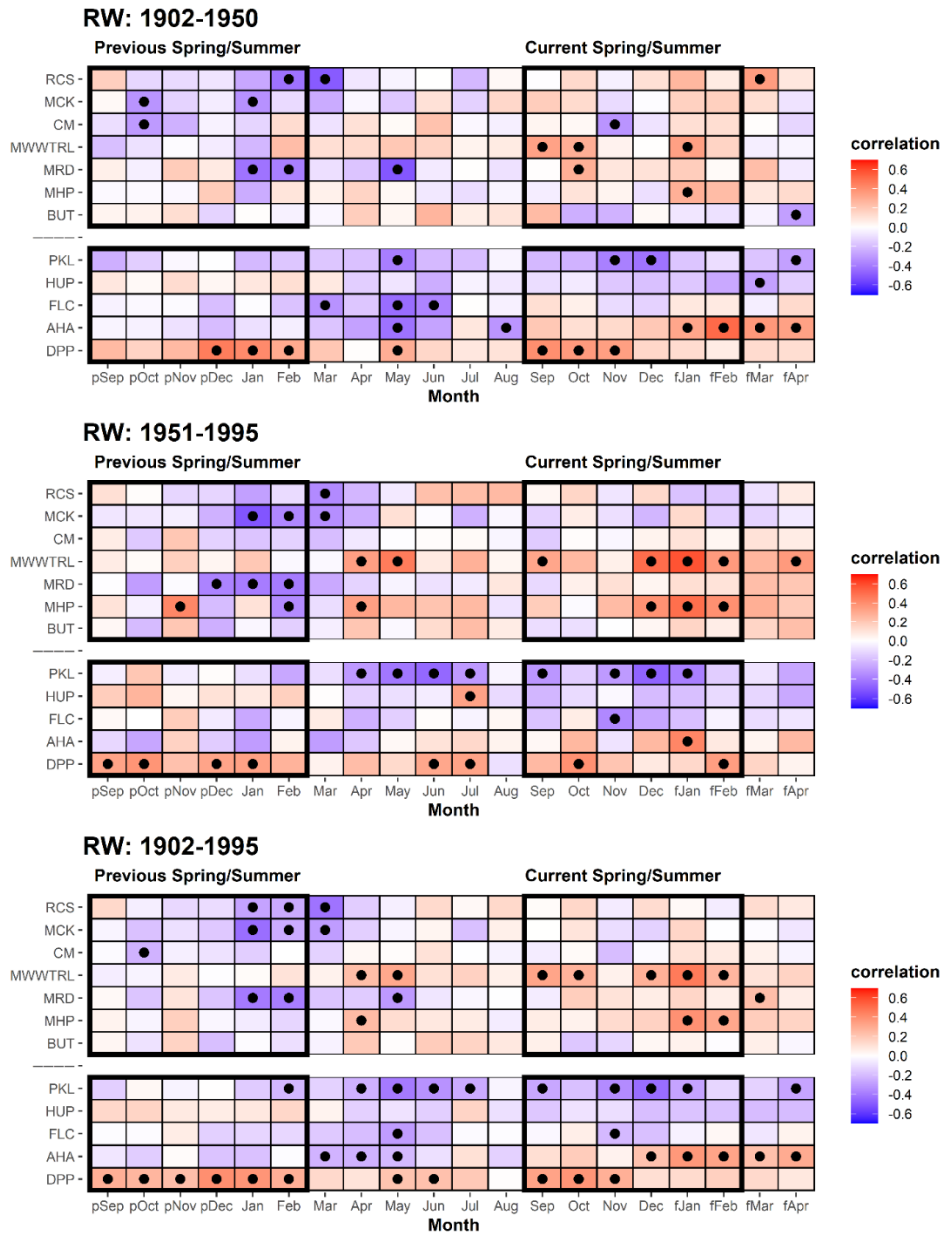 RW: 1902-1950
Previous Spring/Summer Current Spring/Summer
RCS
MCK
CM
MWWTRL
MRD
MHP
BUT
————
PKL
HUP
FLC
AHA
DPP
pSep pOct pNov pDec Jan Feb Mar Apr May Jun Jul Aug Sep Oct Nov Dec fJan fFeb fMar fApr
Month
correlation
0.6
0.4
0.2
0.0
-0.2
-0.4
-0.6
RW: 1951-1995
Previous Spring/Summer Current Spring/Summer
RCS
MCK
CM
MWWTRL
MRD
MHP
BUT
————
PKL
HUP
FLC
AHA
DPP
pSep pOct pNov pDec Jan Feb Mar Apr May Jun Jul Aug Sep Oct Nov Dec fJan fFeb fMar fApr
Month
correlation
0.6
0.4
0.2
0.0
-0.2
-0.4
-0.6
RW: 1902-1995
Previous Spring/Summer Current Spring/Summer
RCS
MCK
CM
MWWTRL
MRD
MHP
BUT
————
PKL
HUP
FLC
AHA
DPP
pSep pOct pNov pDec Jan Feb Mar Apr May Jun Jul Aug Sep Oct Nov Dec fJan fFeb fMar fApr
Month
correlation
0.6
0.4
0.2
0.0
-0.2
-0.4
-0.6